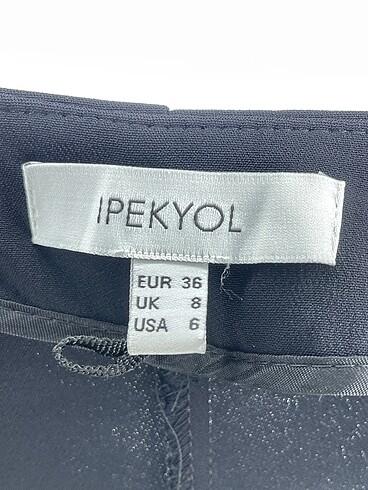 IPEKYOL
EUR 36
UK 8
USA 6